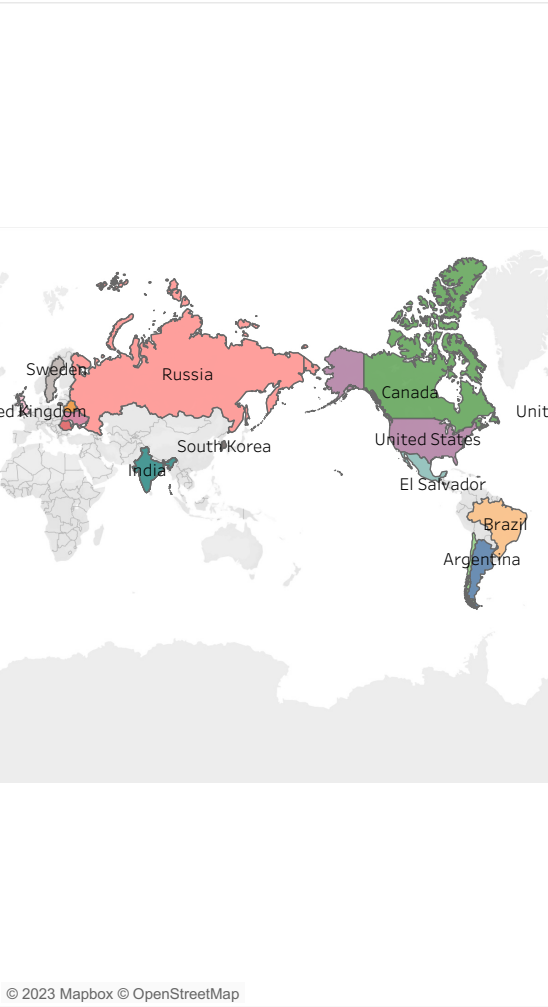 Sweden
Russia
Canada
ed Kingdom
Unit
United States
South Korea
India
El Salvador
Brazil
Argentina
© 2023 Mapbox © OpenStreetMap